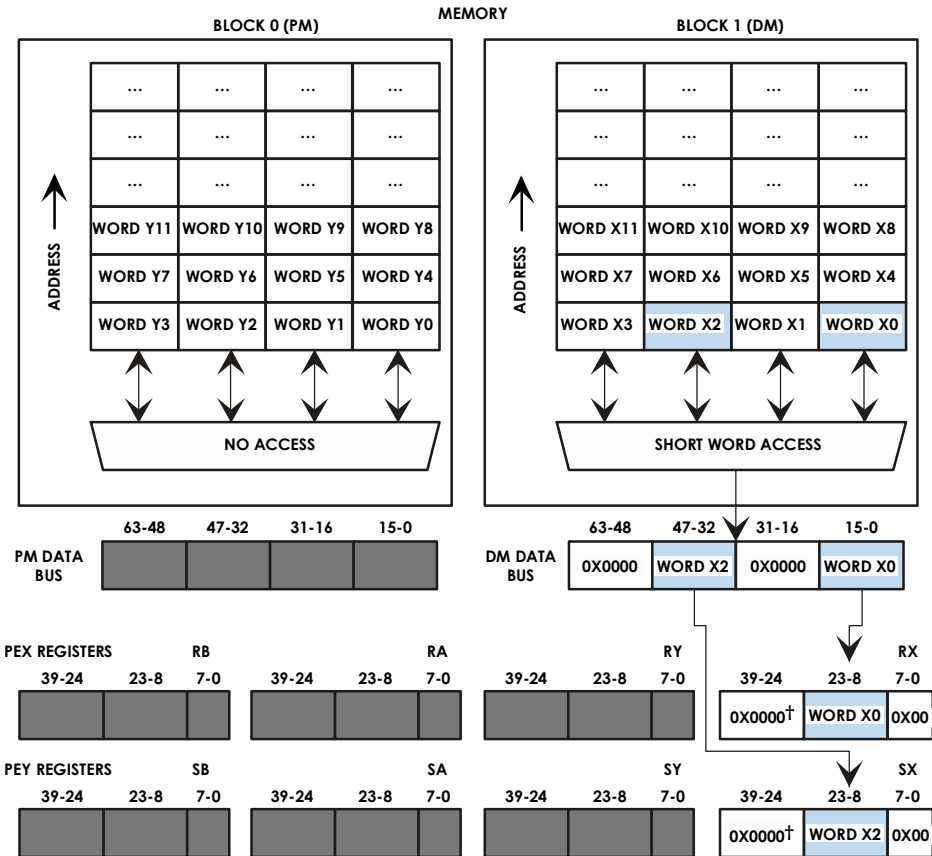 MEMORY
BLOCK 0 (PM) BLOCK 1 (DM)
... ... ... ... ... ... ... ...
... ... ... ... ... ... ... ...
... ... ... ... ... ... ... ...
WORD Y11 WORD Y10 WORD Y9 WORD Y8 WORD X11 WORD X10 WORD X9 WORD X8
ADDRESS ADDRESS
WORD Y7 WORD Y6 WORD Y5 WORD Y4 WORD X7 WORD X6 WORD X5 WORD X4
WORD Y3 WORD Y2 WORD Y1 WORD Y0 WORD X3 WORD X2 WORD X1 WORD X0
NO ACCESS SHORT WORD ACCESS
63-48 47-32 31-16 15-0 63-48 47-32 31-16 15-0
PM DATA
BUS
DM DATA
BUS
0X0000 WORD X2 0X0000 WORD X0
PEX REGISTERS RB RA RY RX
39-24 23-8 7-0 39-24 23-8 7-0 39-24 23-8 7-0 39-24 23-8 7-0
0X0000† WORD X0 0X00
PEY REGISTERS SB SA SY SX
39-24 23-8 7-0 39-24 23-8 7-0 39-24 23-8 7-0 39-24 23-8 7-0
0X0000† WORD X2 0X00